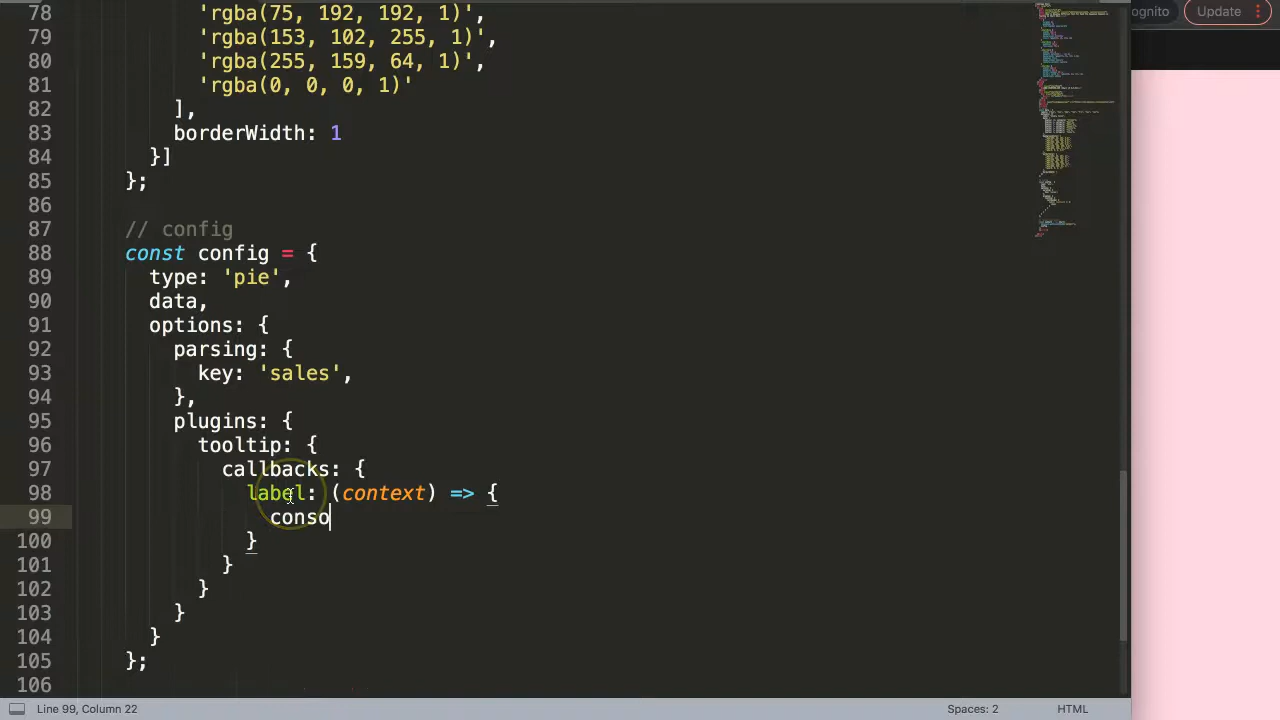 78 'rgba(75, 192, 192, 1)',
79 'rgba(153, 102, 255, 1)',
80 'rgba(255, 159, 64, 1)',
81 'rgba(0, 0, 0, 1)'
82 ],
83 borderWidth: 1
84 }]
85 };
86
87 // config
88 const config = {
89 type: 'pie',
90 data,
91 options: {
92 parsing: {
93 key: 'sales',
94 },
95 plugins: {
96 tooltip: {
97 callbacks: {
98 label: (context) => {
99 conso
100 }
101 }
102 }
103 }
104 }
105 };
106
ognito Update
Line 99, Column 22 Spaces: 2 HTML